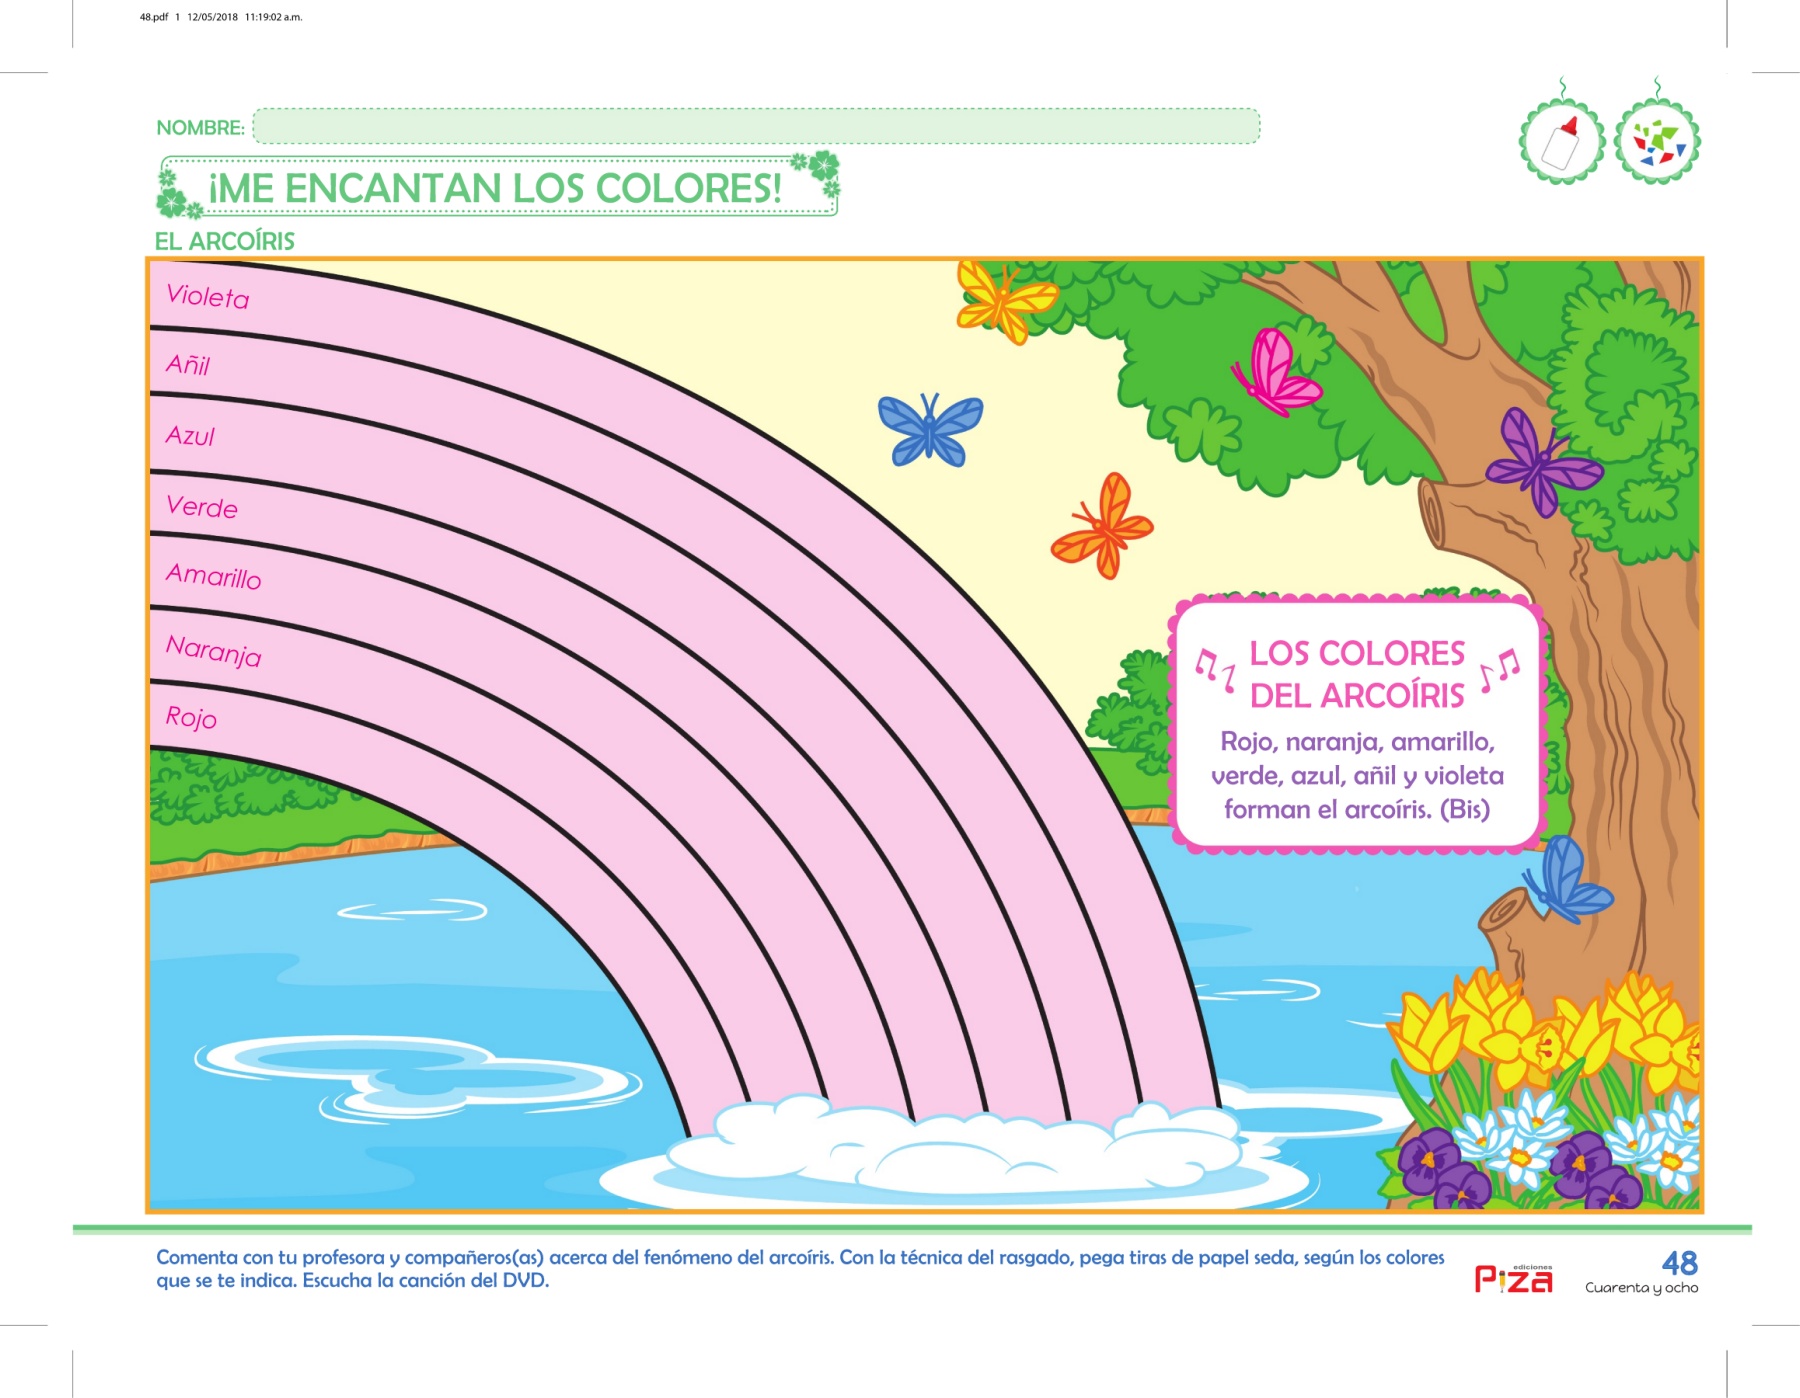 48.pdf 1 12/05/2018 11:19:02 a.m.
NOMBRE:
¡ME ENCANTAN LOS COLORES!
EL ARCOÍRIS
Violeta
Añil
Azul
Verde
Amarillo
Naranja
Rojo
LOS COLORES
DEL ARCOÍRIS
Rojo, naranja, amarillo,
verde, azul, añil y violeta
forman el arcoíris. (Bis)
Comenta con tu profesora y compañeros(as) acerca del fenómeno del arcoíris. Con la técnica del rasgado, pega tiras de papel seda, según los colores
que se te indica. Escucha la canción del DVD.
ediciones
Piza
48
Cuarenta y ocho